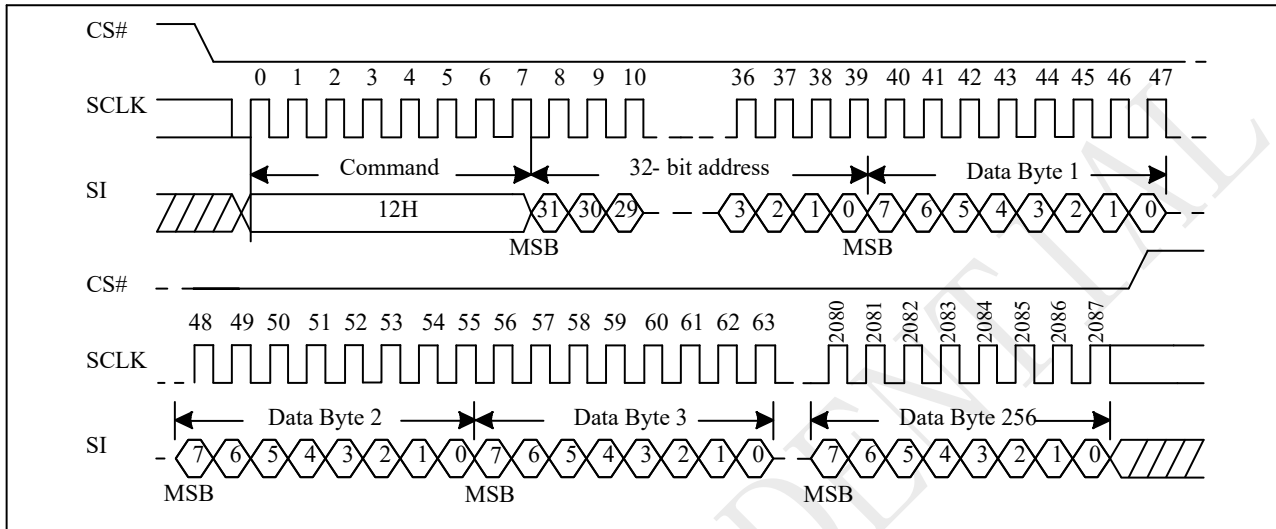 CS#
0 1 2 3 4 5 6 7 8 9 10 36 37 38 39 40 41 42 43 44 45 46 47
SCLK
Command 32- bit address Data Byte 1
SI
12H 31 30 29 3 2 1 0 7 6 5 4 3 2 1 0
MSB MSB
CS#
48 49 50 51 52 53 54 55 56 57 58 59 60 61 62 63 2080 2081 2082 2083 2084 2085 2086 2087
SCLK
Data Byte 2 Data Byte 3 Data Byte 256
SI
7 6 5 4 3 2 1 0 7 6 5 4 3 2 1 0 7 6 5 4 3 2 1 0
MSB MSB MSB
DENTIAL